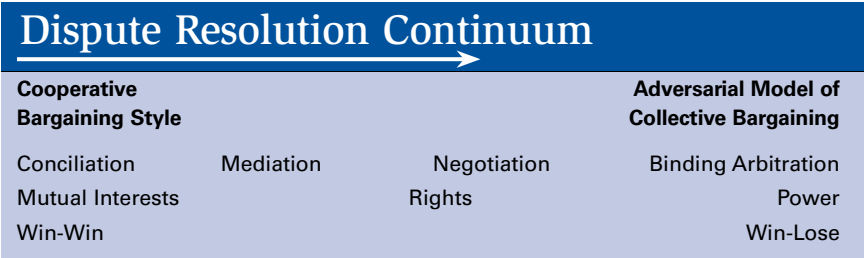 Dispute Resolution Continuum
Cooperative Adversarial Model of
Bargaining Style Collective Bargaining
Conciliation Mediation Negotiation Binding Arbitration
Mutual Interests Rights Power
Win-Win Win-Lose